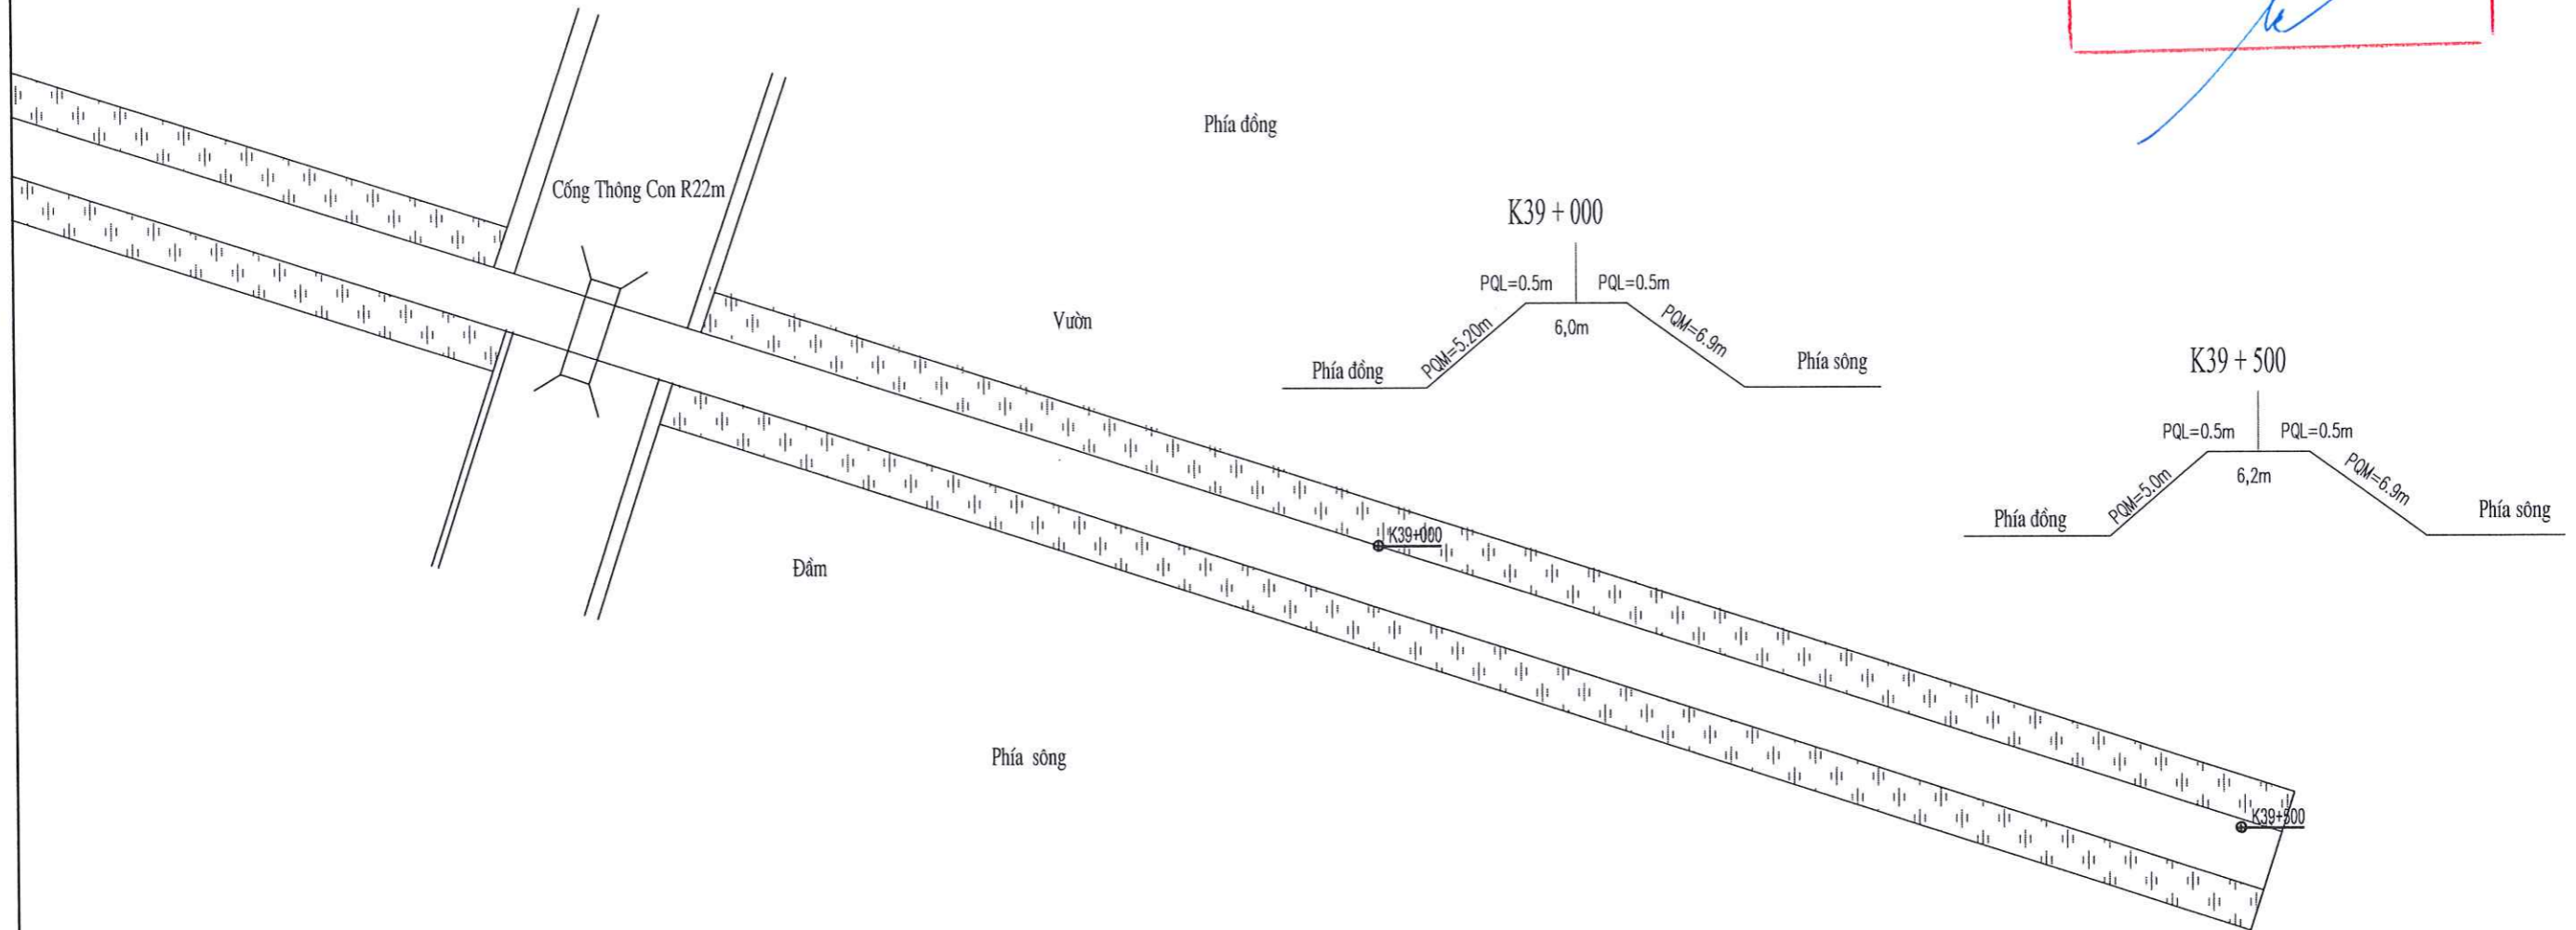 Phía đồng
Cống Thông Con R22m
K39 + 000
PQL=0.5m PQL=0.5m
Vườn
PQM=5.20m
6,0m
PQM=6.9m
Phía đồng
Phía sông
K39 + 500
PQL=0.5m PQL=0.5m
PQM=5.0m
6,2m
PQM=6.9m
Phía đồng
Phía sông
K39+000
Đầm
Phía sông
K39+500